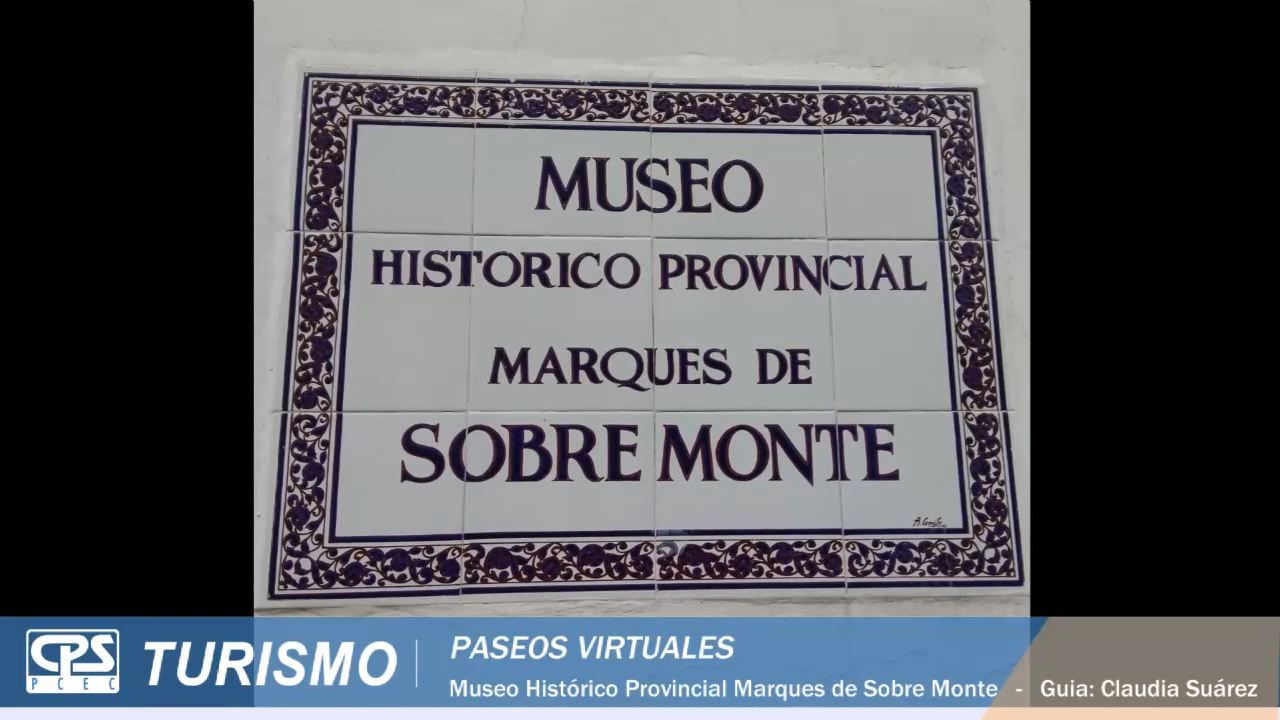 MUSEO
HISTORICO PROVINCIAL
MARQUES DE
SOBRE MONTE
CPS
PCEC
TURISMO
PASEOS VIRTUALES
Museo Histórico Provincial Marques de Sobre Monte - Guia: Claudia Suárez